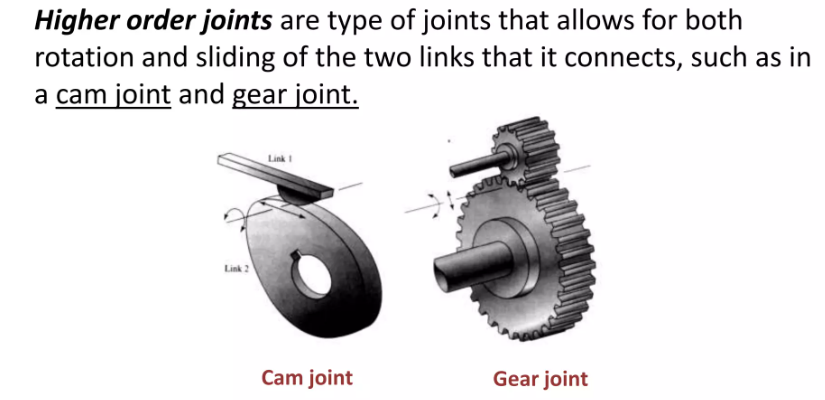 Higher order joints are type of joints that allows for both
rotation and sliding of the two links that it connects, such as in
a cam joint and gear joint.
Link 1
Link 2
Cam joint
Gear joint